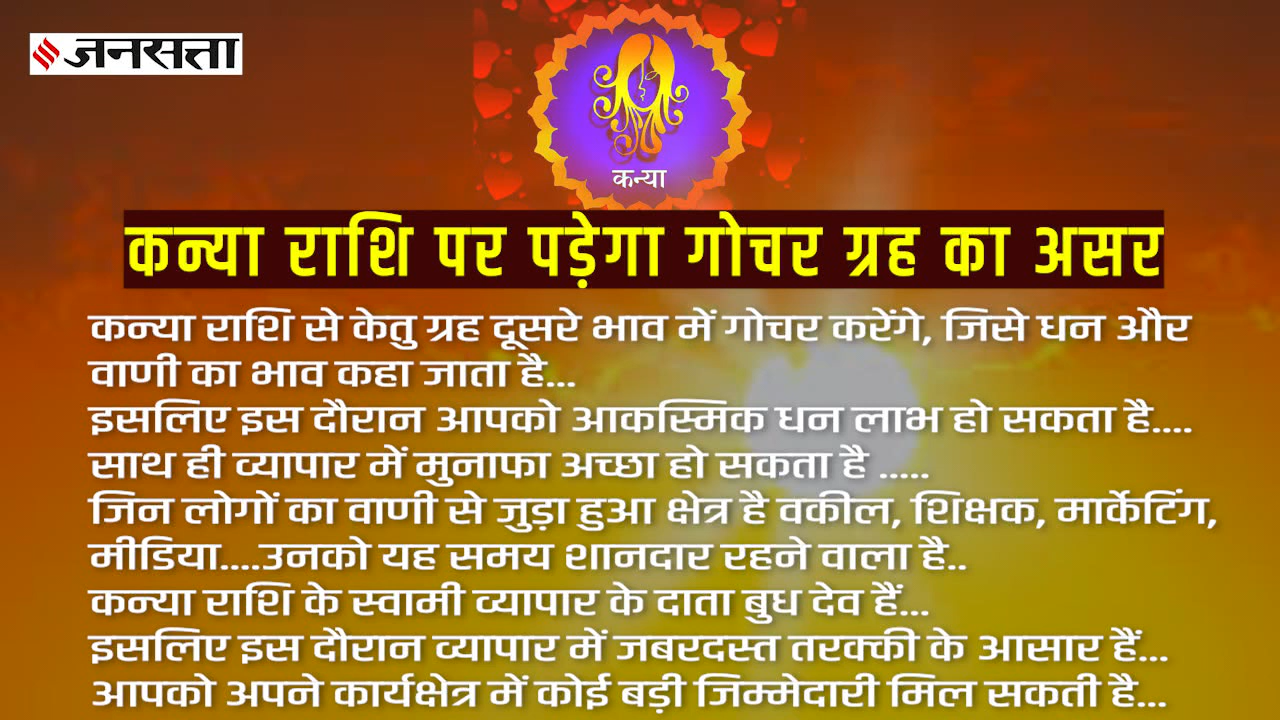 जनसत्ता
कन्या
कन्या राशि पर पड़ेगा गोचर ग्रह का असर
कन्या राशि से केतु ग्रह दूसरे भाव में गोचर करेंगे, जिसे धन और
वाणी का भाव कहा जाता है...
इसलिए इस दौरान आपको आकस्मिक धन लाभ हो सकता है....
साथ ही व्यापार में मुनाफा अच्छा हो सकता है .....
जिन लोगों का वाणी से जुड़ा हुआ क्षेत्र है वकील, शिक्षक, मार्केटिंग,
मीडिया....उनको यह समय शानदार रहने वाला है..
कन्या राशि के स्वामी व्यापार के दाता बुध देव हैं...
इसलिए इस दौरान व्यापार में जबरदस्त तरक्की के आसार हैं...
आपको अपने कार्यक्षेत्र में कोई बड़ी जिम्मेदारी मिल सकती है...